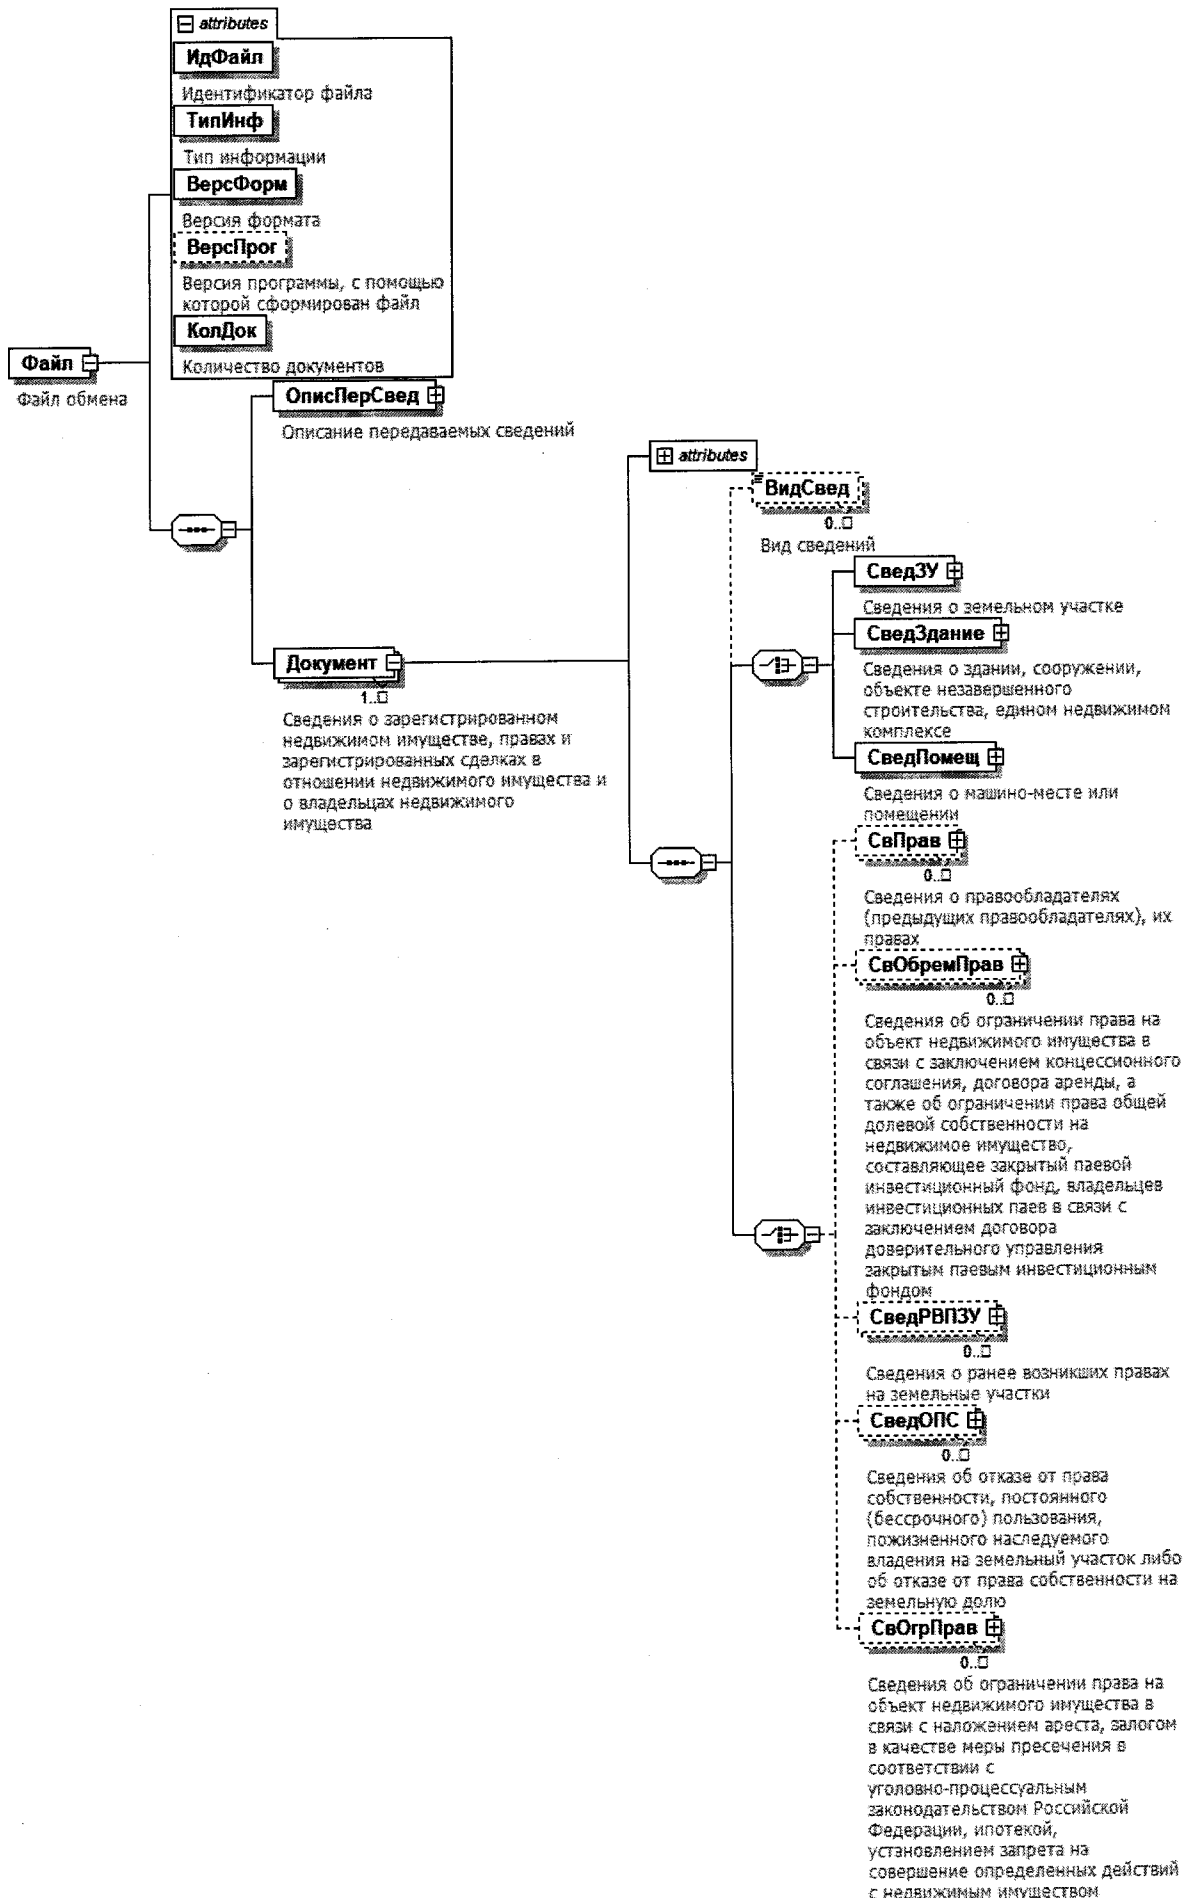 attributes
ИдФайл
Идентификатор файла
ТипИнф
Тип информации
ВерсФорм
Версия формата
ВерсПрог
Версия программы, с помощью
которой сформирован файл
КолДок
Количество документов
Файл
Файл обмена
ОписПерСвед
Описание передаваемых сведений
Документ
1..
Сведения о зарегистрированном
недвижимом имуществе, правах и
зарегистрированных сделках в
отношении недвижимого имущества и
о владельцах недвижимого
имущества
attributes
ВидСвед
0..
Вид сведений
СведЗУ
Сведения о земельном участке
СведЗдание
Сведения о здании, сооружении,
объекте незавершенного
строительства, едином недвижимом
комплексе
СведПомещ
Сведения о машино-месте или
помещении
СвПрав
0..
Сведения о правообладателях
(предыдущих правообладателях), их
правах
СвОбремПрав
0..
Сведения об ограничении права на
объект недвижимого имущества в
связи с заключением концессионного
соглашения, договора аренды, а
также об ограничении права общей
долевой собственности на
недвижимое имущество,
составляющее закрытый паевой
инвестиционный фонд, владельцев
инвестиционных паев в связи с
заключением договора
доверительного управления
закрытым паевым инвестиционным
фондом
СведРВПЗУ
0..
Сведения о ранее возникших правах
на земельные участки
СведОПС
0..
Сведения об отказе от права
собственности, постоянного
(бессрочного) пользования,
пожизненного наследуемого
владения на земельный участок либо
об отказе от права собственности на
земельную долю
СвОгрПрав
0..
Сведения об ограничении права на
объект недвижимого имущества в
связи с наложением ареста, залогом
в качестве меры пресечения в
соответствии с
уголовно-процессуальным
законодательством Российской
Федерации, ипотекой,
установлением запрета на
совершение определенных действий
с недвижимым имуществом